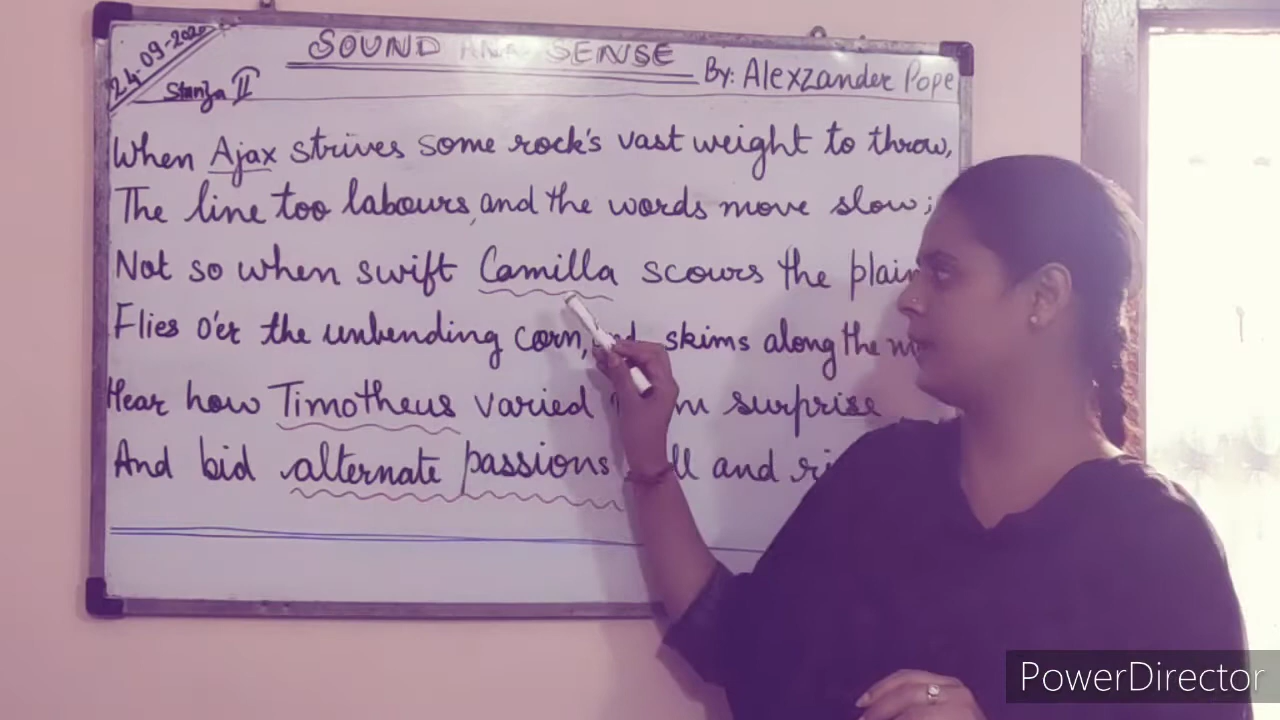 24.09-2020
SOUND AND SENSE
By: Alexzander Pope
Stanza II
When Ajax strives some rock's vast weight to throw,
The line too labours, and the words move slow;
Not so when swift Camilla scours the plain
Flies o'er the unbending corn, skims along the
Hear how Timotheus varied surprise
And bid alternate passions and
PowerDirector